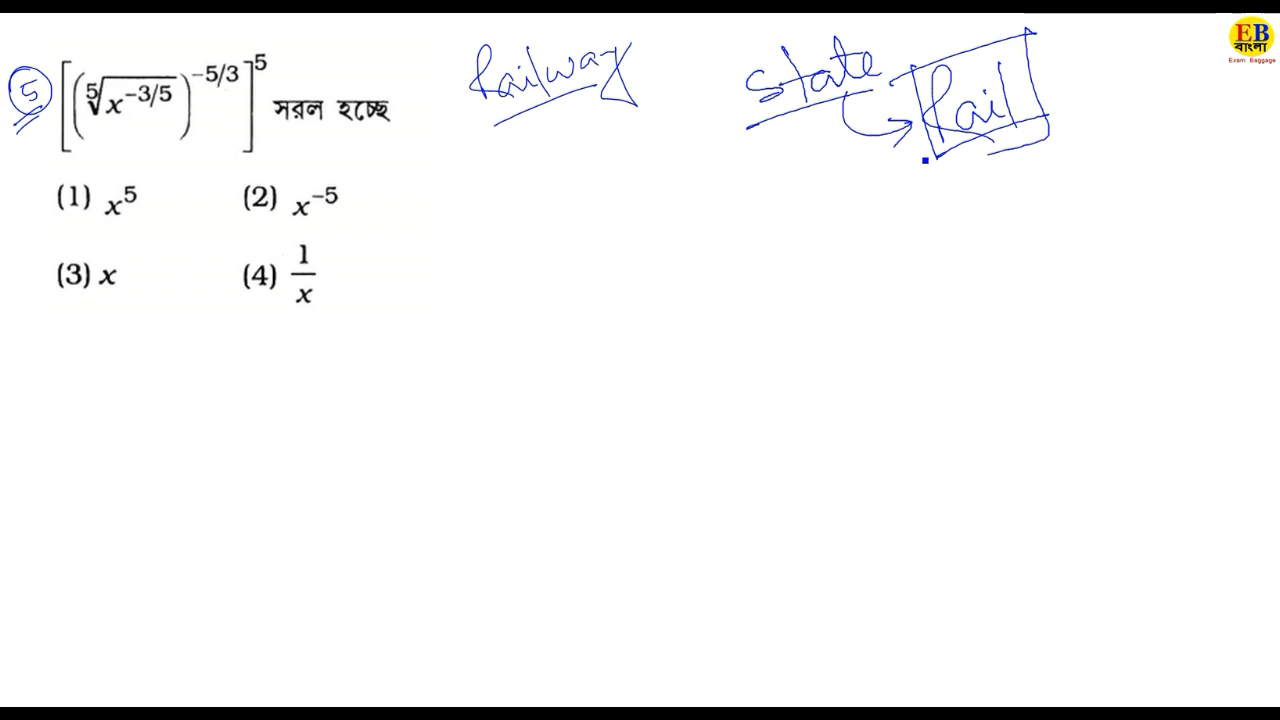 EB
বাংলা
Exam Baggage
Railway
State
Rail
5 [(⁵√x^{-3/5})^{-5/3}]^5 সরল হচ্ছে
(1) x^5 (2) x^{-5}
(3) x (4) 1/x